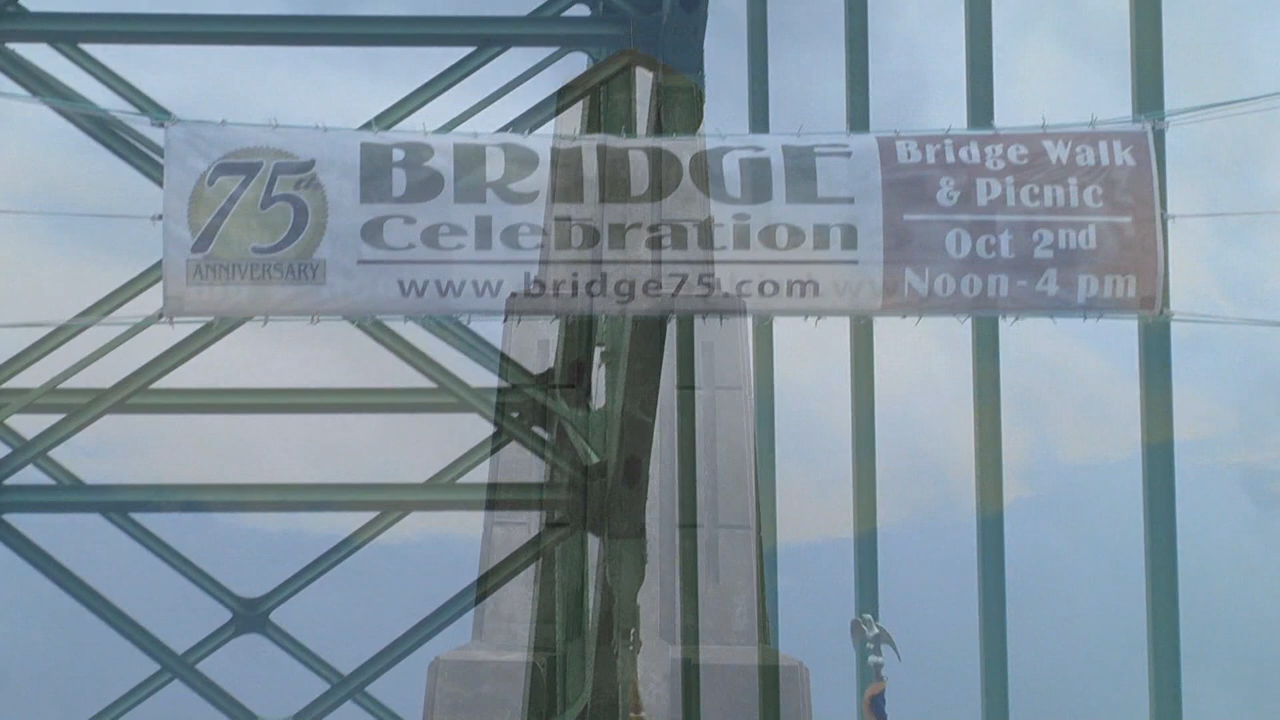 75th
ANNIVERSARY
BRIDGE
Celebration
www.bridge75.com
Bridge Walk
& Picnic
Oct 2nd
Noon-4 pm